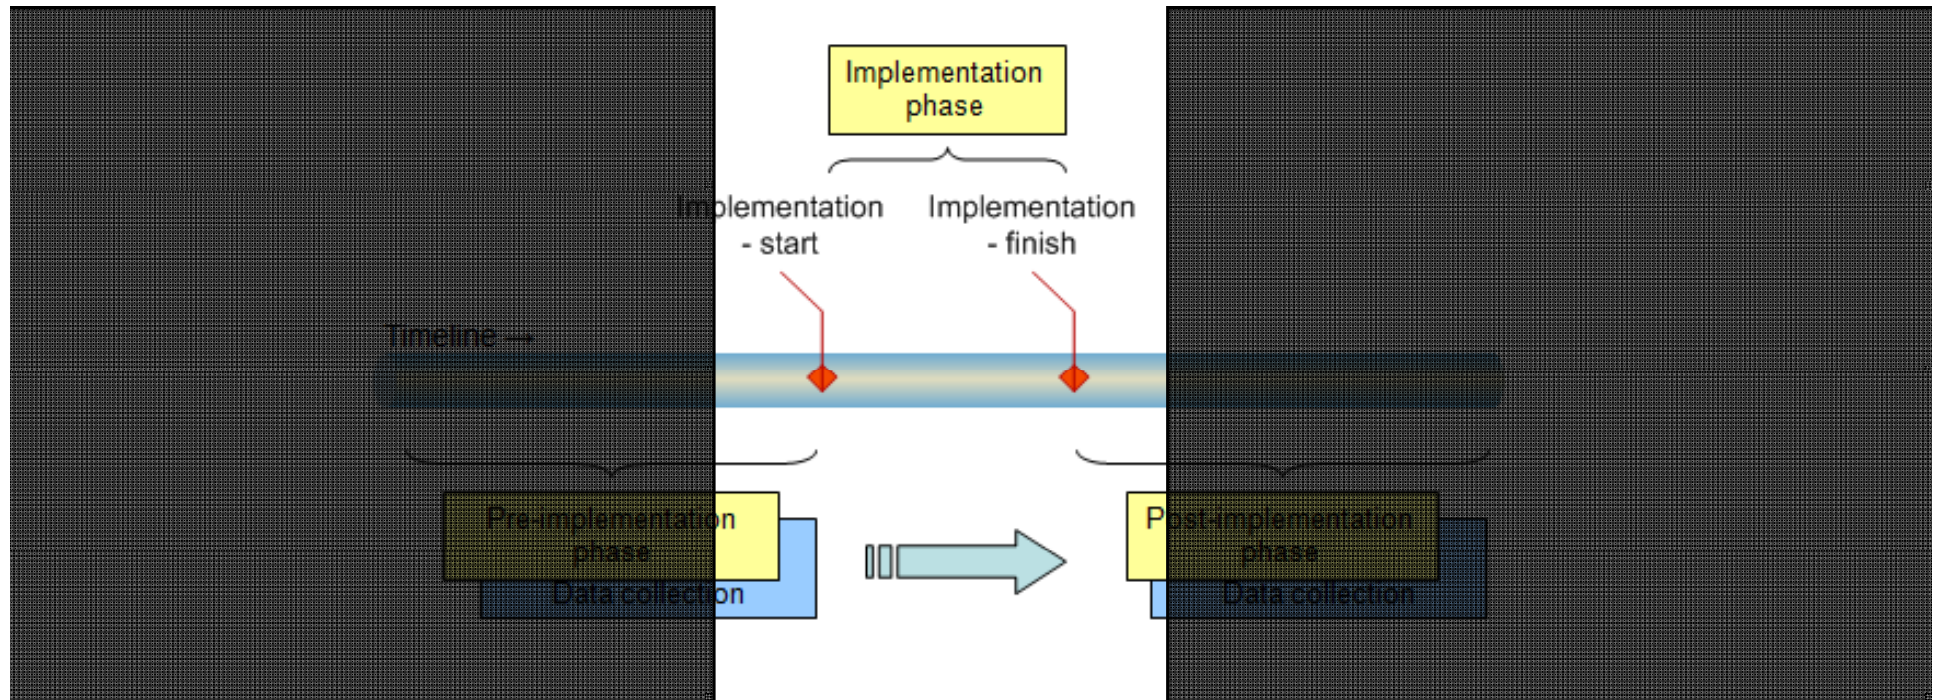 Implementation
phase
Implementation
- start
Implementation
- finish
Timeline →
Pre-implementation
phase
Data collection
Post-implementation
phase
Data collection